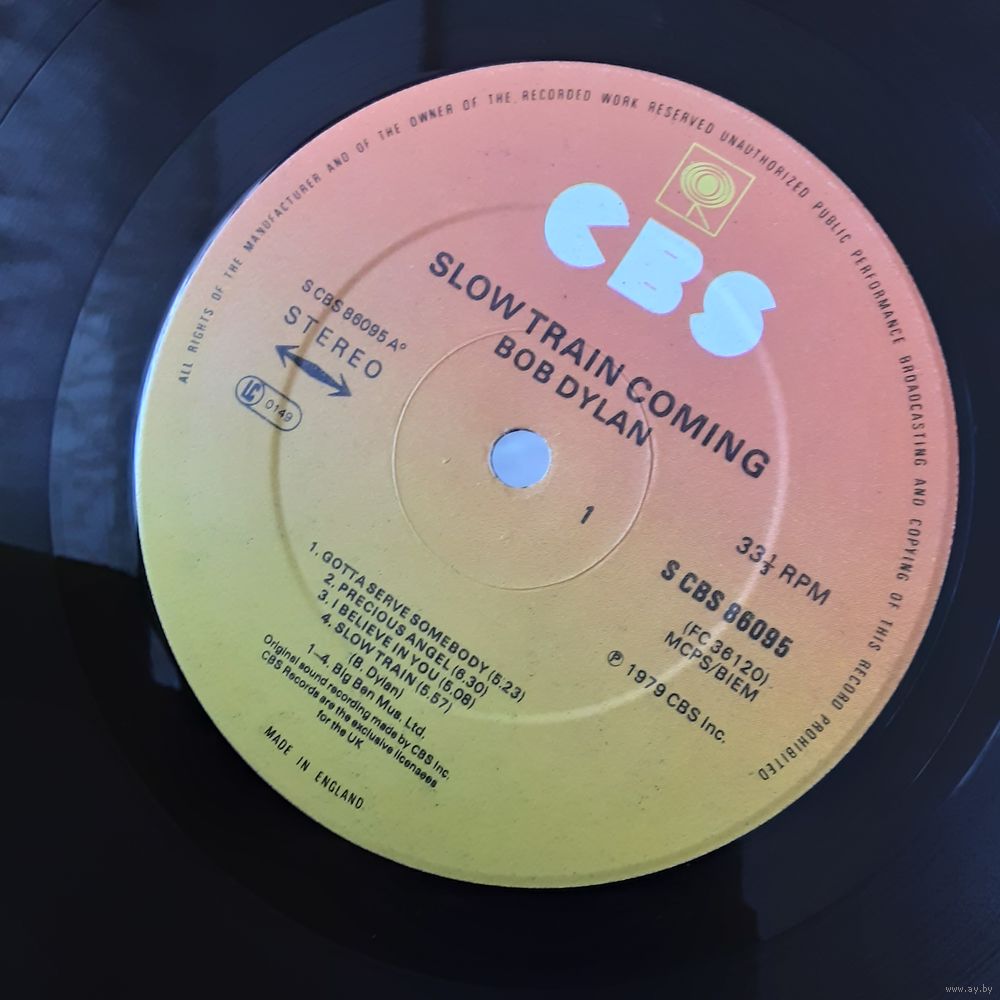 ALL RIGHTS OF THE MANUFACTURER AND OF THE OWNER OF THE RECORDED WORK RESERVED UNAUTHORIZED PUBLIC PERFORMANCE BROADCASTING AND COPYING OF THIS RECORD PROHIBITED
CBS
SLOW TRAIN COMING
BOB DYLAN
S CBS 86095 A°
STEREO
LC 0149
1
33⅓ RPM
S CBS 86095
(FC 36120)
MCPS/BIEM
℗ 1979 CBS Inc.
1. GOTTA SERVE SOMEBODY (5.23)
2. PRECIOUS ANGEL (6.30)
3. I BELIEVE IN YOU (5.08)
4. SLOW TRAIN (5.57)
(B. Dylan)
1-4. Big Ben Mus. Ltd.
Original sound recording made by CBS Inc.
CBS Records are the exclusive licensees
for the UK
MADE IN ENGLAND
www.ay.by